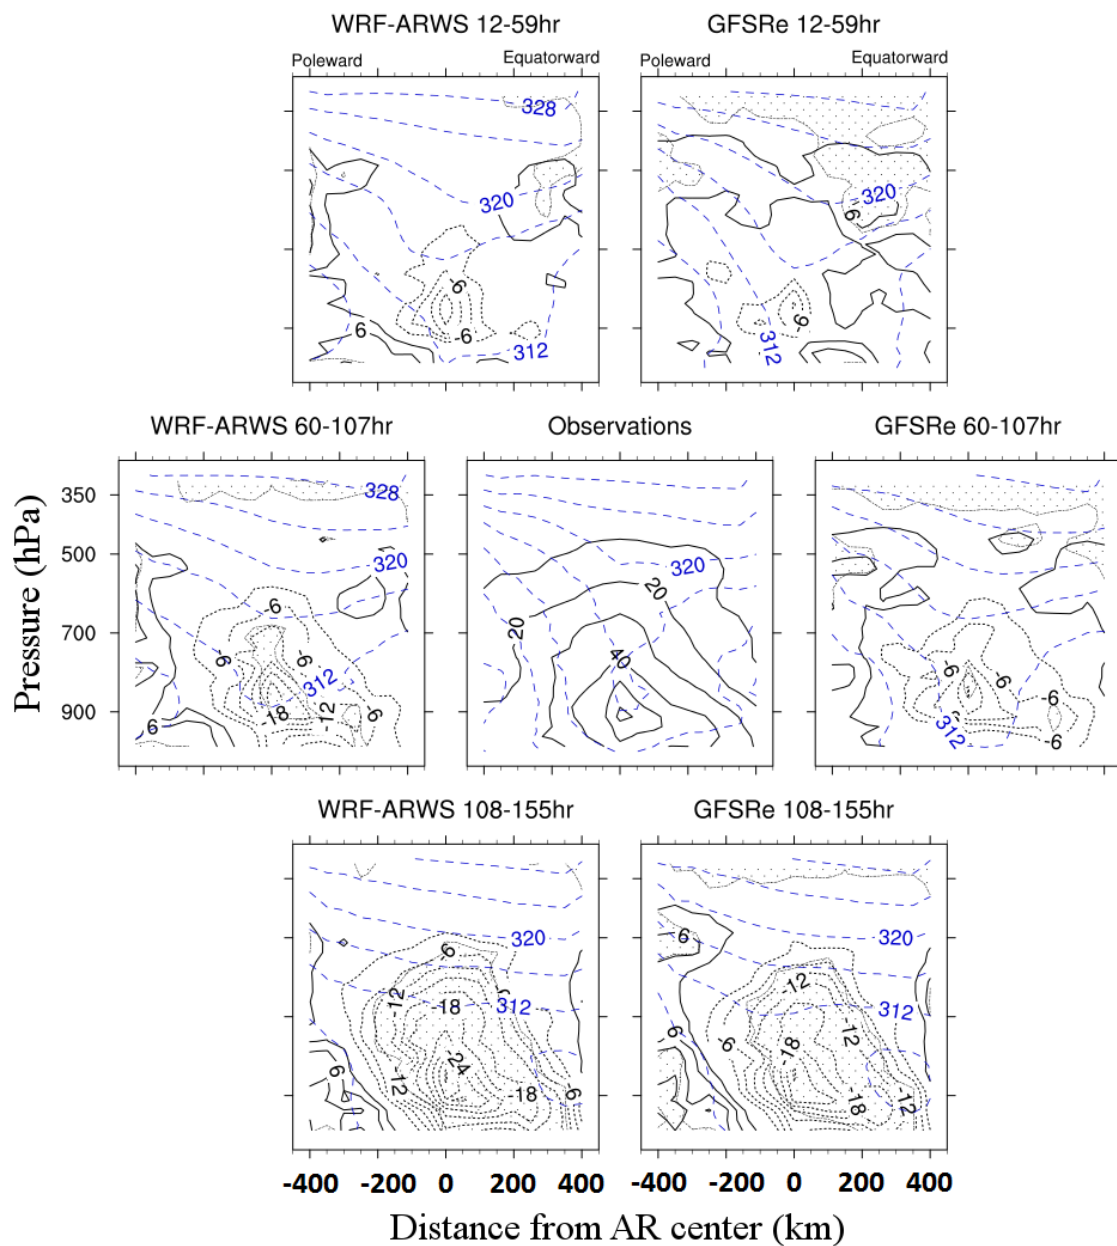 WRF-ARWS 12-59hr GFSRe 12-59hr
Poleward Equatorward Poleward Equatorward
328
320 320
6
-6
6 -6 -6
312 312
WRF-ARWS 60-107hr Observations GFSRe 60-107hr
Pressure (hPa)
350 328
500
320 320
20
-6
20
700
-6 -6 40 -6 -6
312
-6
900 6 -18 -12 -6
312 -6
WRF-ARWS 108-155hr GFSRe 108-155hr
320 6 320
6
-12 -12
-18 312 312
-6 6 -12
-6 -18
-24
6 -12 -18 -6 -18 -12
-400 -200 0 200 400 -400 -200 0 200 400
Distance from AR center (km)